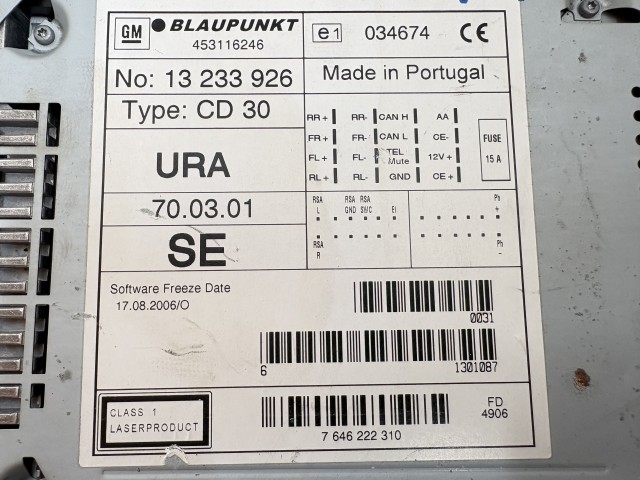 GM BLAUPUNKT
453116246
e1 034674 CE
No: 13 233 926
Made in Portugal
Type: CD 30
RR+ RR- CAN H AA
FR+ FR- CAN L CE-
FL+ FL- TEL Mute 12V+
RL+ RL- GND CE+
FUSE
15 A
URA
70.03.01
SE
RSA L RSA GND RSA SW/C EI Ph +
RSA R Ph -
Software Freeze Date
17.08.2006/O
0031
6 1301087
CLASS 1
LASERPRODUCT
7 646 222 310
FD
4906